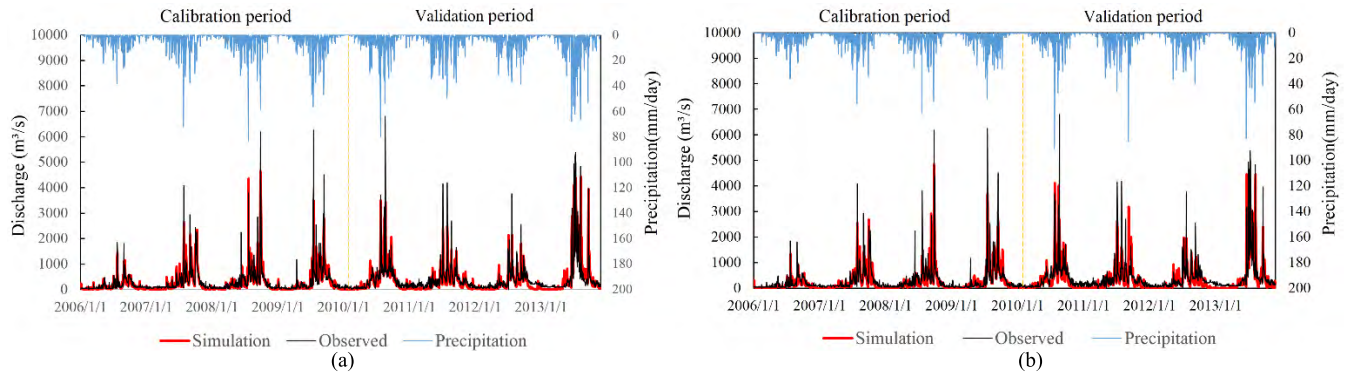 Calibration period Validation period
10000 0
9000 20
8000 40
7000 60
6000 80
5000 100
4000 120
3000 140
2000 160
1000 180
0 200
Discharge (m³/s)
Precipitation(mm/day)
2006/1/1 2007/1/1 2008/1/1 2009/1/1 2010/1/1 2011/1/1 2012/1/1 2013/1/1
Simulation Observed Precipitation
(a)
Calibration period Validation period
10000 0
9000 20
8000 40
7000 60
6000 80
5000 100
4000 120
3000 140
2000 160
1000 180
0 200
Discharge (m³/s)
Precipitation(mm/day)
2006/1/1 2007/1/1 2008/1/1 2009/1/1 2010/1/1 2011/1/1 2012/1/1 2013/1/1
Simulation Observed Precipitation
(b)